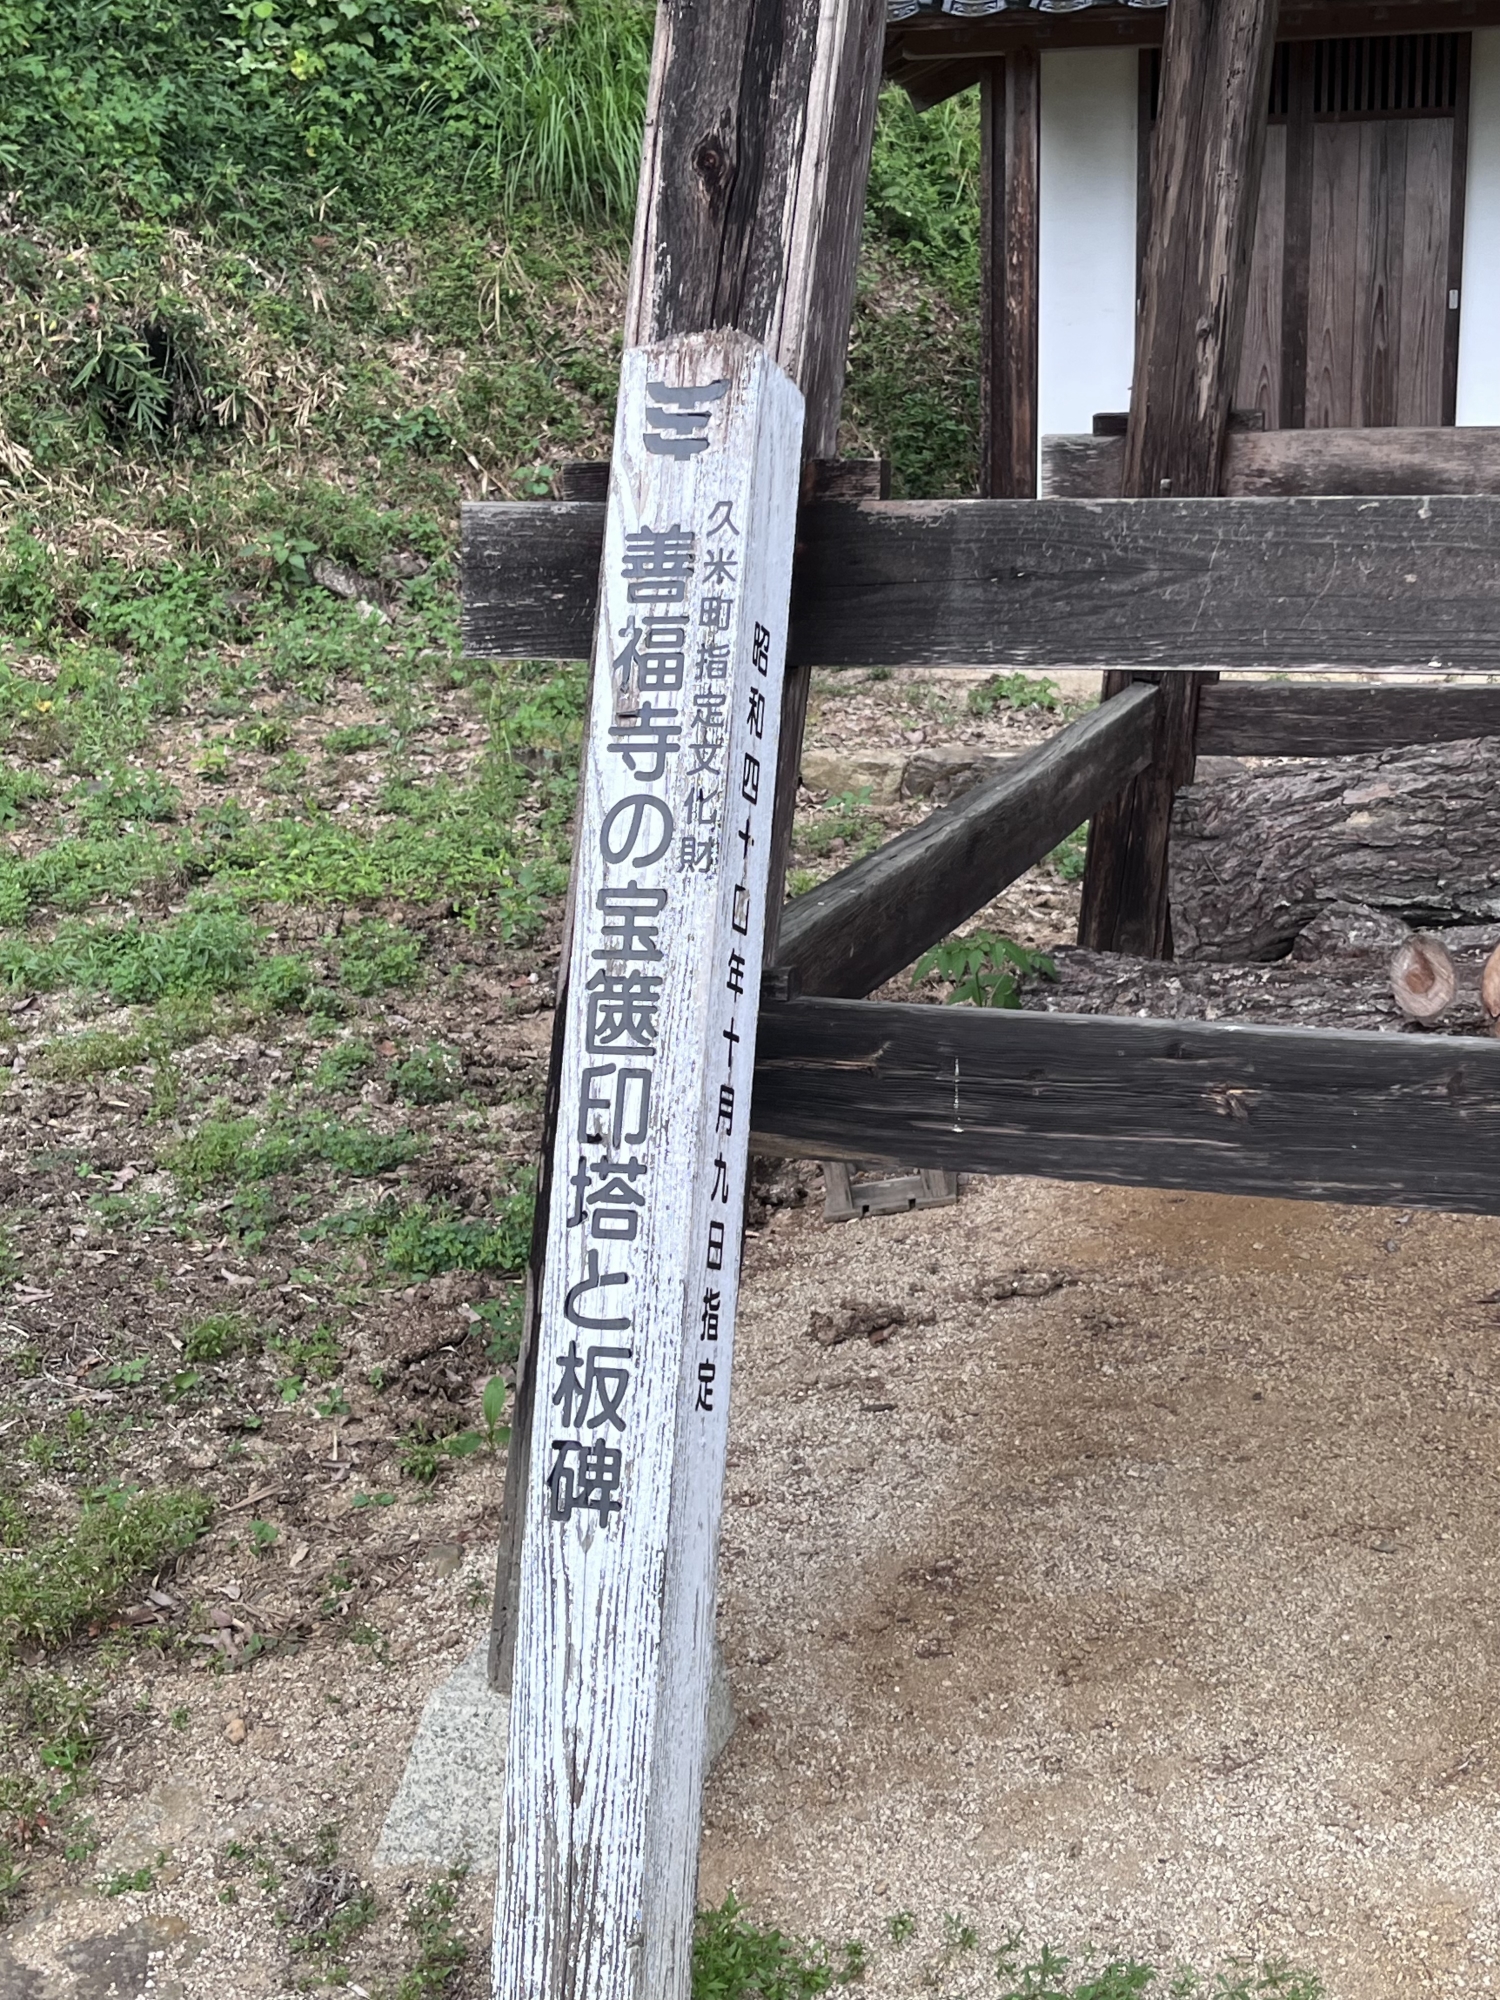 久米町指定文化財
善福寺の宝篋印塔と板碑
昭和四十四年十月九日指定